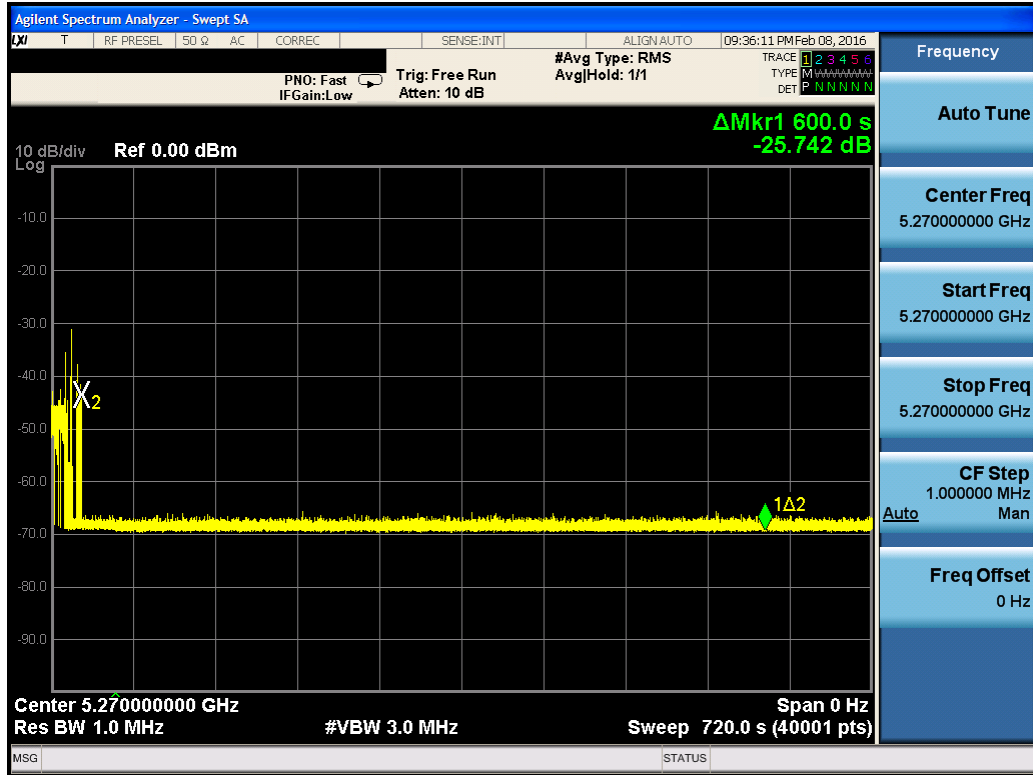 Agilent Spectrum Analyzer - Swept SA
LXI T RF PRESEL 50 Ω AC CORREC SENSE:INT ALIGN AUTO 09:36:11 PM Feb 08, 2016
PNO: Fast
IFGain:Low
Trig: Free Run
Atten: 10 dB
#Avg Type: RMS
Avg|Hold: 1/1
TRACE 1 2 3 4 5 6
TYPE M WWWWW
DET P N N N N N
ΔMkr1 600.0 s
-25.742 dB
10 dB/div
Log
Ref 0.00 dBm
-10.0
-20.0
-30.0
-40.0
-50.0
-60.0
-70.0
-80.0
-90.0
X2
1Δ2
Center 5.270000000 GHz
Span 0 Hz
Res BW 1.0 MHz
#VBW 3.0 MHz
Sweep 720.0 s (40001 pts)
MSG
STATUS
Frequency
Auto Tune
Center Freq
5.270000000 GHz
Start Freq
5.270000000 GHz
Stop Freq
5.270000000 GHz
CF Step
1.000000 MHz
Auto Man
Freq Offset
0 Hz